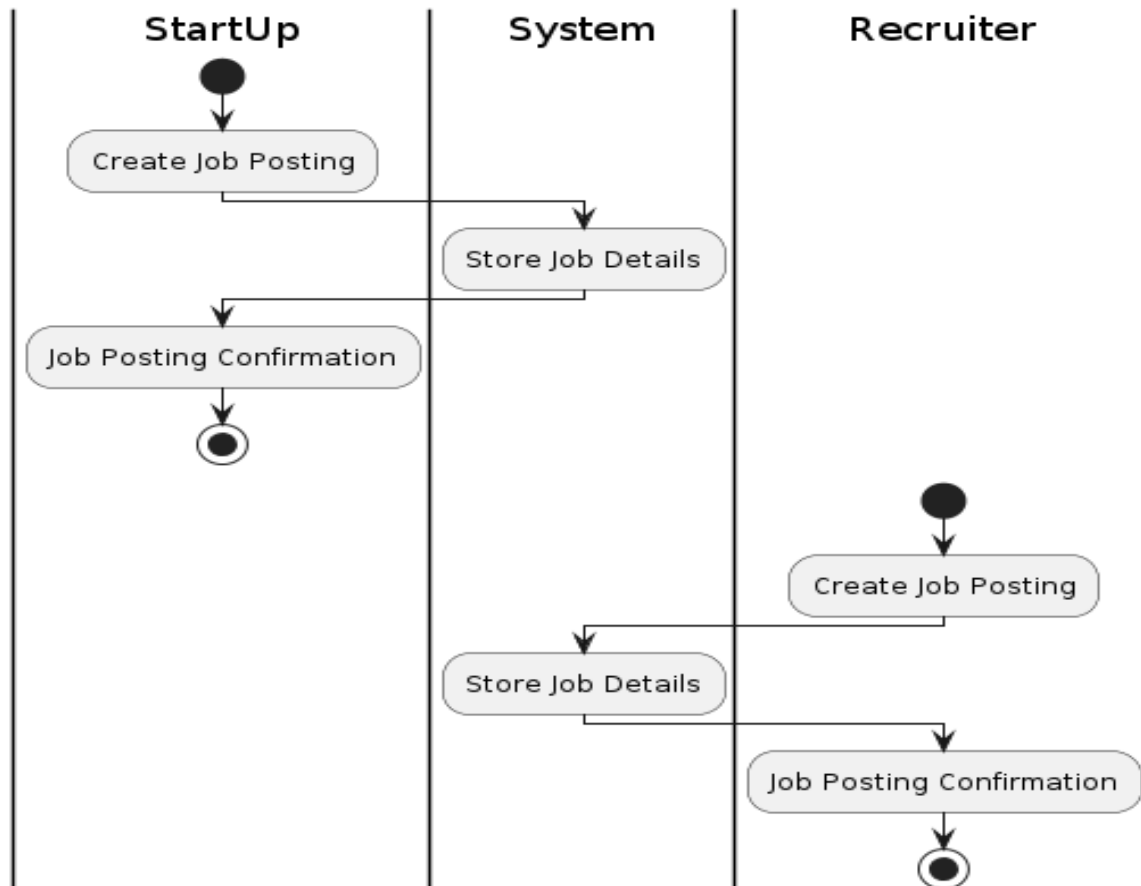 StartUp
System
Recruiter
Create Job Posting
Store Job Details
Job Posting Confirmation
Create Job Posting
Store Job Details
Job Posting Confirmation